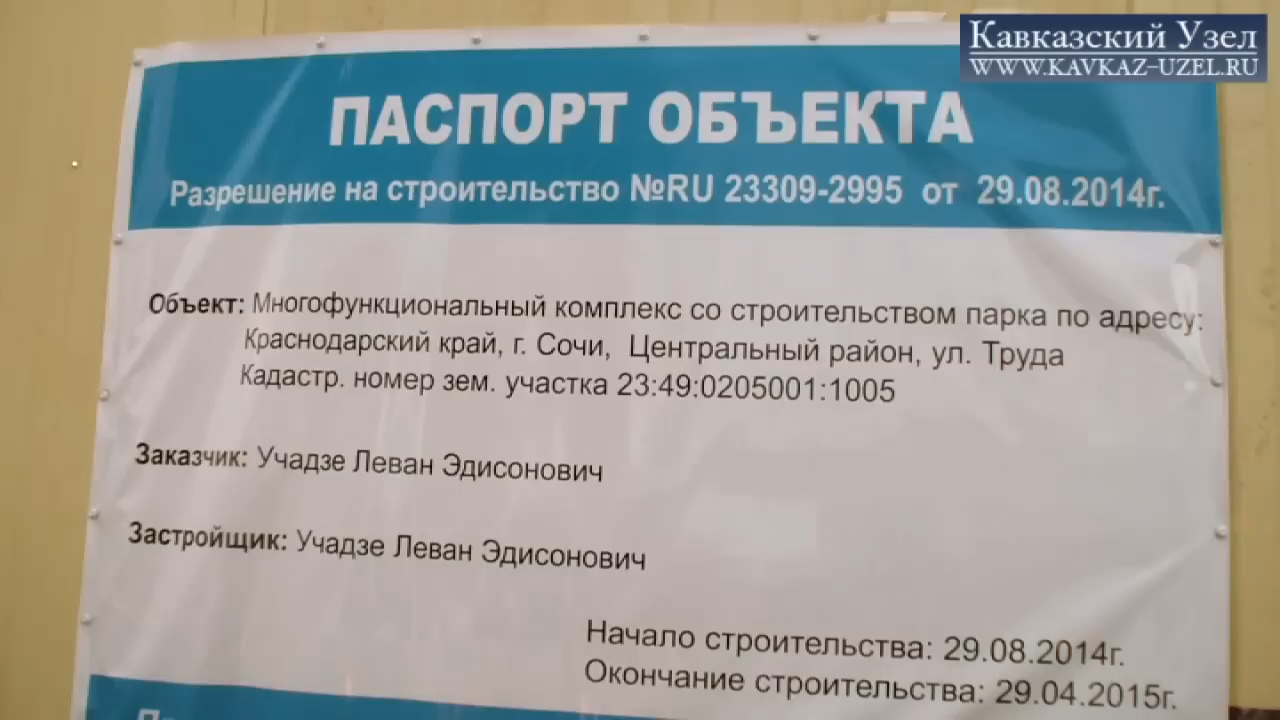 Кавказский Узел
WWW.KAVKAZ-UZEL.RU
ПАСПОРТ ОБЪЕКТА
Разрешение на строительство №RU 23309-2995 от 29.08.2014г.
Объект: Многофункциональный комплекс со строительством парка по адресу:
Краснодарский край, г. Сочи, Центральный район, ул. Труда
Кадастр. номер зем. участка 23:49:0205001:1005
Заказчик: Учадзе Леван Эдисонович
Застройщик: Учадзе Леван Эдисонович
Начало строительства: 29.08.2014г.
Окончание строительства: 29.04.2015г.